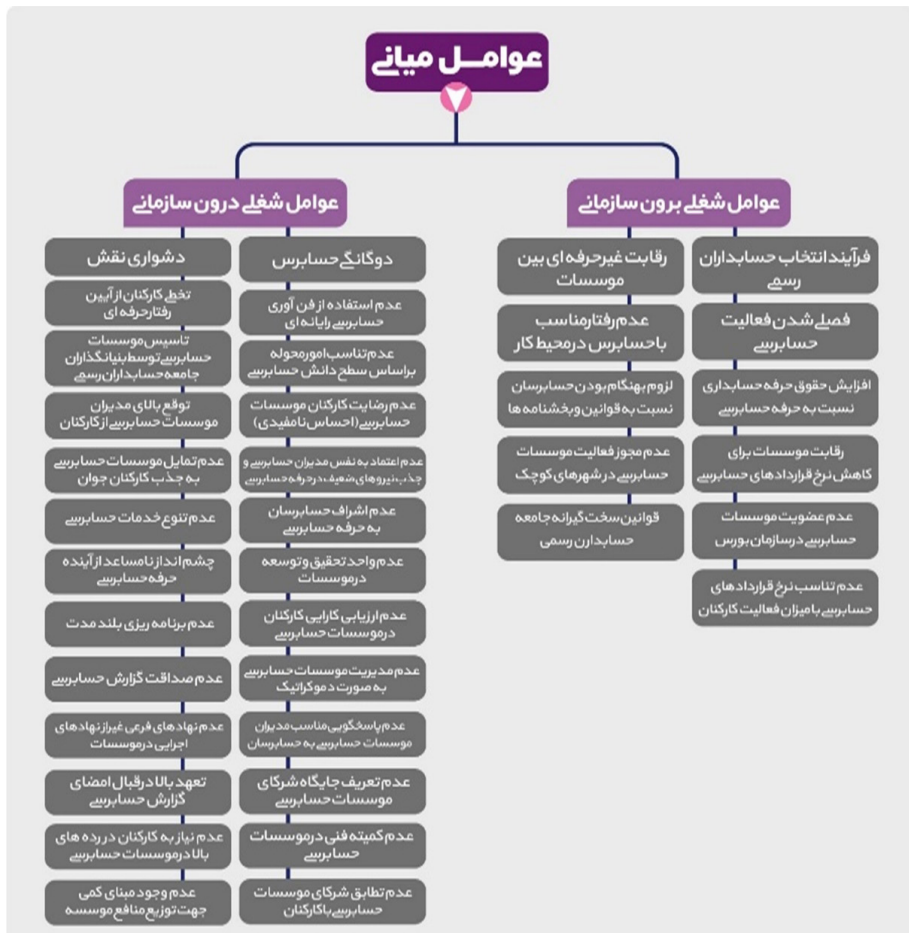 عوامل میانی
عوامل شغلی برون سازمانی
فرآیند انتخاب حسابداران
رسمی
فصلی شدن فعالیت
حسابرسی
افزایش حقوق حرفه حسابداری
نسبت به حرفه حسابرسی
رقابت موسسات برای
کاهش نرخ قراردادهای حسابرسی
عدم عضویت موسسات
حسابرسی در سازمان بورس
عدم تناسب نرخ قراردادهای
حسابرسی با میزان فعالیت کارکنان
رقابت غیرحرفه ای بین
موسسات
عدم رفتار مناسب
با حسابرس در محیط کار
لزوم بهنگام بودن حسابرسان
نسبت به قوانین و بخشنامه ها
عدم مجوز فعالیت موسسات
حسابرسی در شهرهای کوچک
قوانین سخت گیرانه جامعه
حسابدارن رسمی
عوامل شغلی درون سازمانی
دوگانگی حسابرس
عدم استفاده از فن آوری
حسابرسی رایانه ای
عدم تناسب امور محوله
براساس سطح دانش حسابرسی
عدم رضایت کارکنان موسسات
حسابرسی (احساس نامفیدی)
عدم اعتماد به نفس مدیران حسابرسی و
جذب نیروهای ضعیف در حرفه حسابرسی
عدم اشراف حسابرسان
به حرفه حسابرسی
عدم واحد تحقیق و توسعه
در موسسات
عدم ارزیابی کارایی کارکنان
در موسسات حسابرسی
عدم مدیریت موسسات حسابرسی
به صورت دموکراتیک
عدم پاسخگویی مناسب مدیران
موسسات حسابرسی به حسابرسان
عدم تعریف جایگاه شرکای
موسسات حسابرسی
عدم کمیته فنی در موسسات
حسابرسی
عدم تطابق شرکای موسسات
حسابرسی با کارکنان
دشواری نقش
تخطی کارکنان از آیین
رفتار حرفه ای
تاسیس موسسات
حسابرسی توسط بنیانگذاران
جامعه حسابداران رسمی
توقع بالای مدیران
موسسات حسابرسی از کارکنان
عدم تمایل موسسات حسابرسی
به جذب کارکنان جوان
عدم تنوع خدمات حسابرسی
چشم انداز نامساعد از آینده
حرفه حسابرسی
عدم برنامه ریزی بلند مدت
عدم صداقت گزارش حسابرسی
عدم نهادهای فرعی غیر از نهادهای
اجرایی در موسسات
تعهد بالا در قبال امضای
گزارش حسابرسی
عدم نیاز به کارکنان در رده های
بالا در موسسات حسابرسی
عدم وجود مبنای کمی
جهت توزیع منافع موسسه